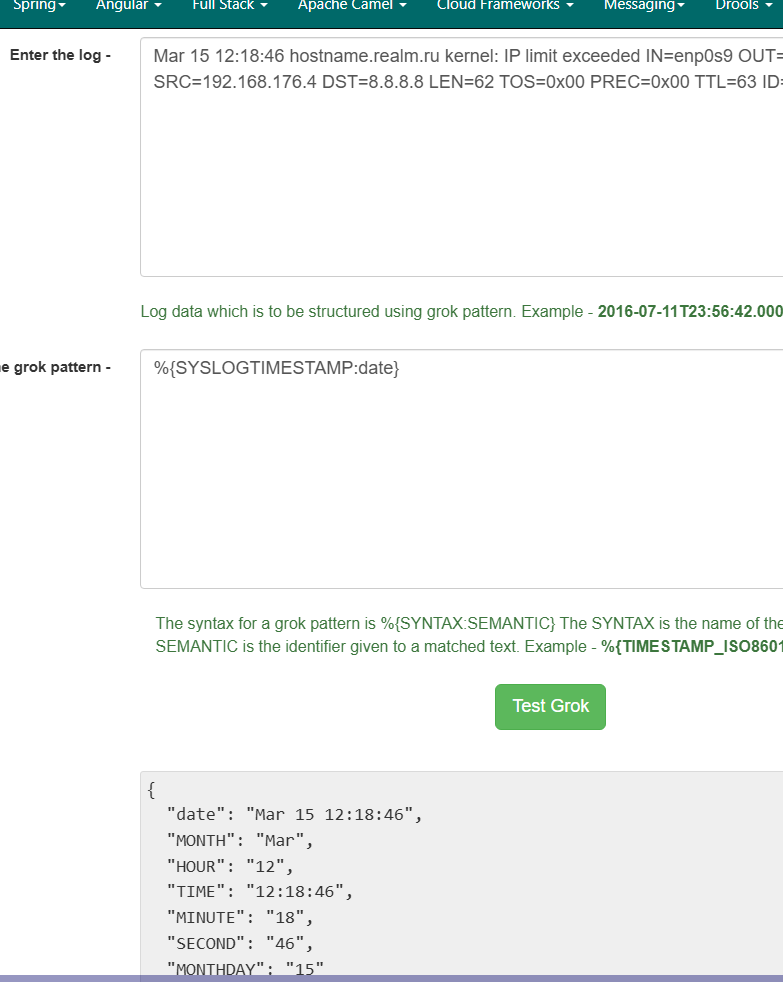 Spring Angular Full Stack Apache Camel Cloud Frameworks Messaging Drools
Enter the log -
Mar 15 12:18:46 hostname.realm.ru kernel: IP limit exceeded IN=enp0s9 OUT=
SRC=192.168.176.4 DST=8.8.8.8 LEN=62 TOS=0x00 PREC=0x00 TTL=63 ID=
Log data which is to be structured using grok pattern. Example - 2016-07-11T23:56:42.000
e grok pattern -
%{SYSLOGTIMESTAMP:date}
The syntax for a grok pattern is %{SYNTAX:SEMANTIC} The SYNTAX is the name of the
SEMANTIC is the identifier given to a matched text. Example - %{TIMESTAMP_ISO8601
Test Grok
{
"date": "Mar 15 12:18:46",
"MONTH": "Mar",
"HOUR": "12",
"TIME": "12:18:46",
"MINUTE": "18",
"SECOND": "46",
"MONTHDAY": "15"